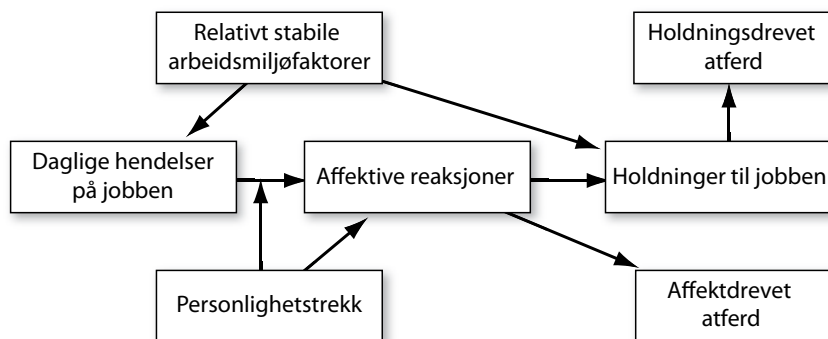 Relativt stabile
arbeidsmiljøfaktorer
Holdningsdrevet
atferd
Daglige hendelser
på jobben
Affektive reaksjoner
Holdninger til jobben
Personlighetstrekk
Affektdrevet
atferd